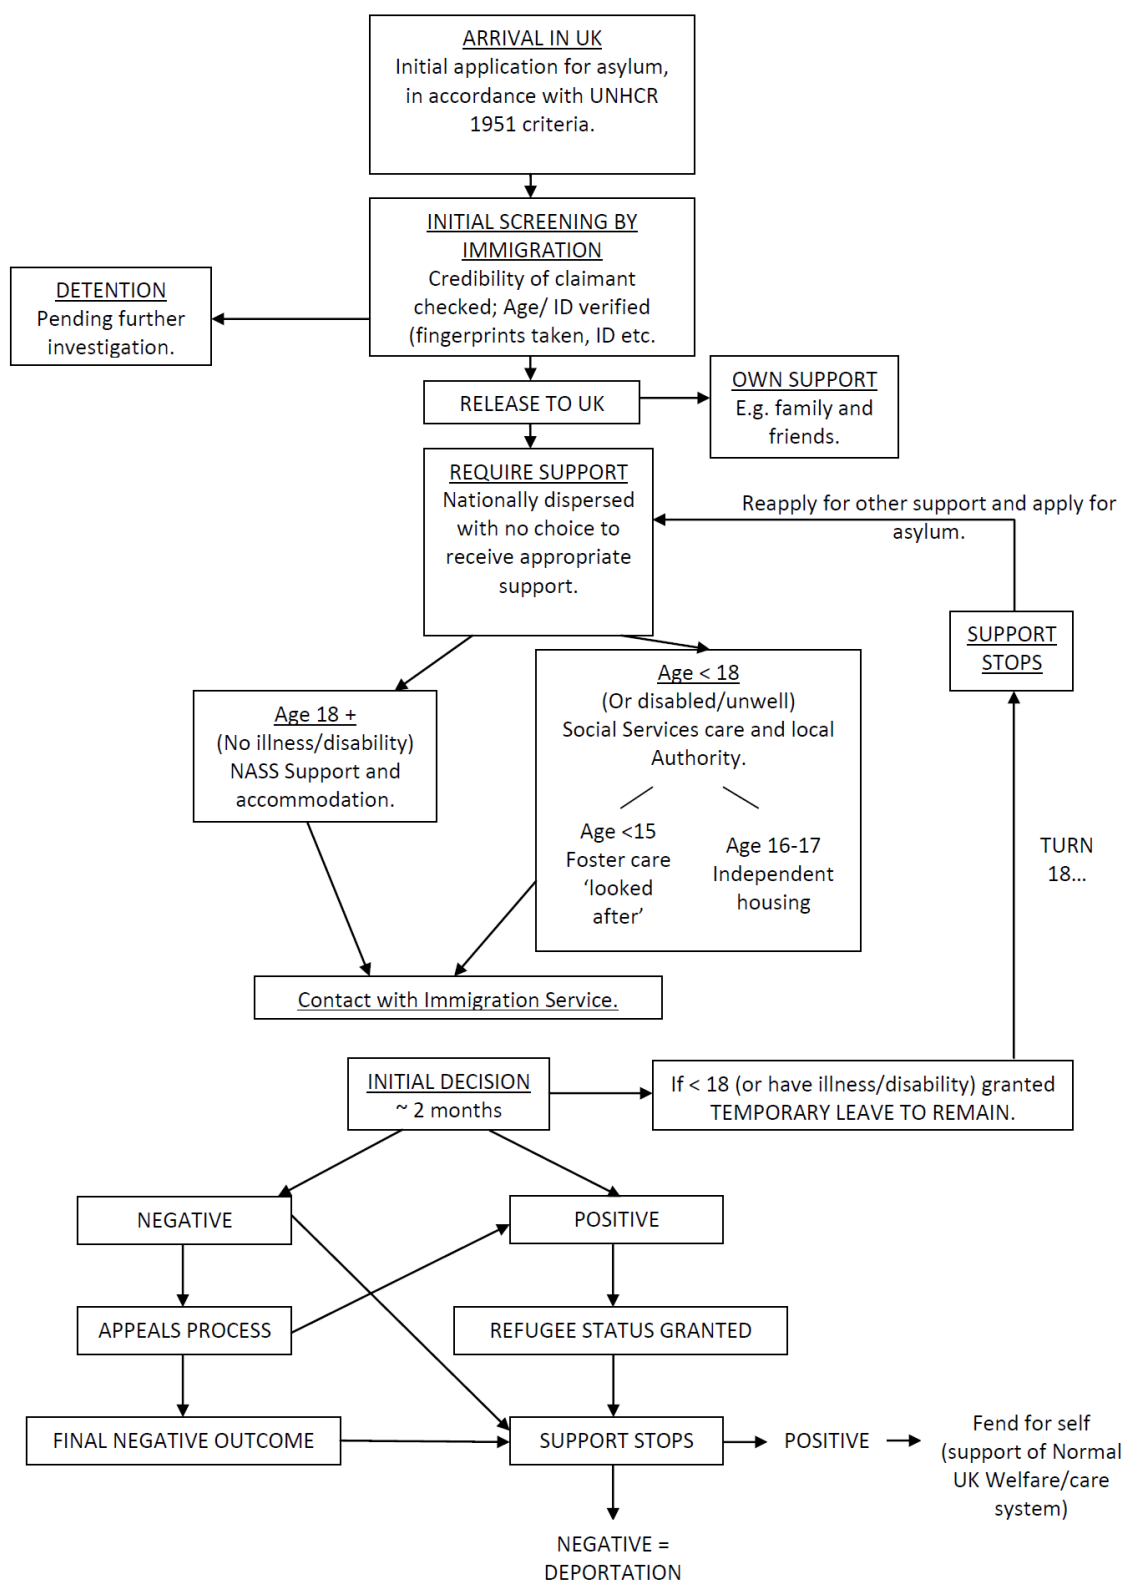 ARRIVAL IN UK
Initial application for asylum,
in accordance with UNHCR
1951 criteria.
INITIAL SCREENING BY
IMMIGRATION
Credibility of claimant
checked; Age/ ID verified
(fingerprints taken, ID etc.
DETENTION
Pending further
investigation.
RELEASE TO UK
OWN SUPPORT
E.g. family and
friends.
REQUIRE SUPPORT
Nationally dispersed
with no choice to
receive appropriate
support.
Reapply for other support and apply for
asylum.
SUPPORT
STOPS
Age 18 +
(No illness/disability)
NASS Support and
accommodation.
Age < 18
(Or disabled/unwell)
Social Services care and local
Authority.
Age <15
Foster care
‘looked
after’
Age 16-17
Independent
housing
TURN
18…
Contact with Immigration Service.
INITIAL DECISION
~ 2 months
If < 18 (or have illness/disability) granted
TEMPORARY LEAVE TO REMAIN.
NEGATIVE
POSITIVE
APPEALS PROCESS
REFUGEE STATUS GRANTED
FINAL NEGATIVE OUTCOME
SUPPORT STOPS
POSITIVE
Fend for self
(support of Normal
UK Welfare/care
system)
NEGATIVE =
DEPORTATION